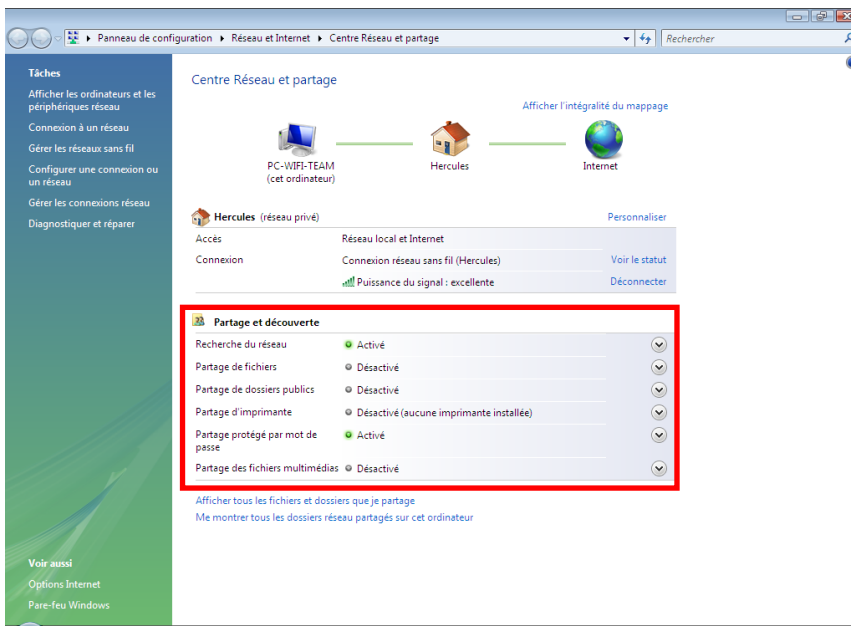 Panneau de configuration ▸ Réseau et Internet ▸ Centre Réseau et partage
Rechercher
Tâches
Afficher les ordinateurs et les
périphériques réseau
Connexion à un réseau
Gérer les réseaux sans fil
Configurer une connexion ou
un réseau
Gérer les connexions réseau
Diagnostiquer et réparer
Voir aussi
Options Internet
Pare-feu Windows
Centre Réseau et partage
Afficher l'intégralité du mappage
PC-WIFI-TEAM
(cet ordinateur)
Hercules
Internet
Hercules (réseau privé) Personnaliser
Accès Réseau local et Internet
Connexion Connexion réseau sans fil (Hercules) Voir le statut
Puissance du signal : excellente Déconnecter
Partage et découverte
Recherche du réseau Activé
Partage de fichiers Désactivé
Partage de dossiers publics Désactivé
Partage d'imprimante Désactivé (aucune imprimante installée)
Partage protégé par mot de
passe
Activé
Partage des fichiers multimédias Désactivé
Afficher tous les fichiers et dossiers que je partage
Me montrer tous les dossiers réseau partagés sur cet ordinateur